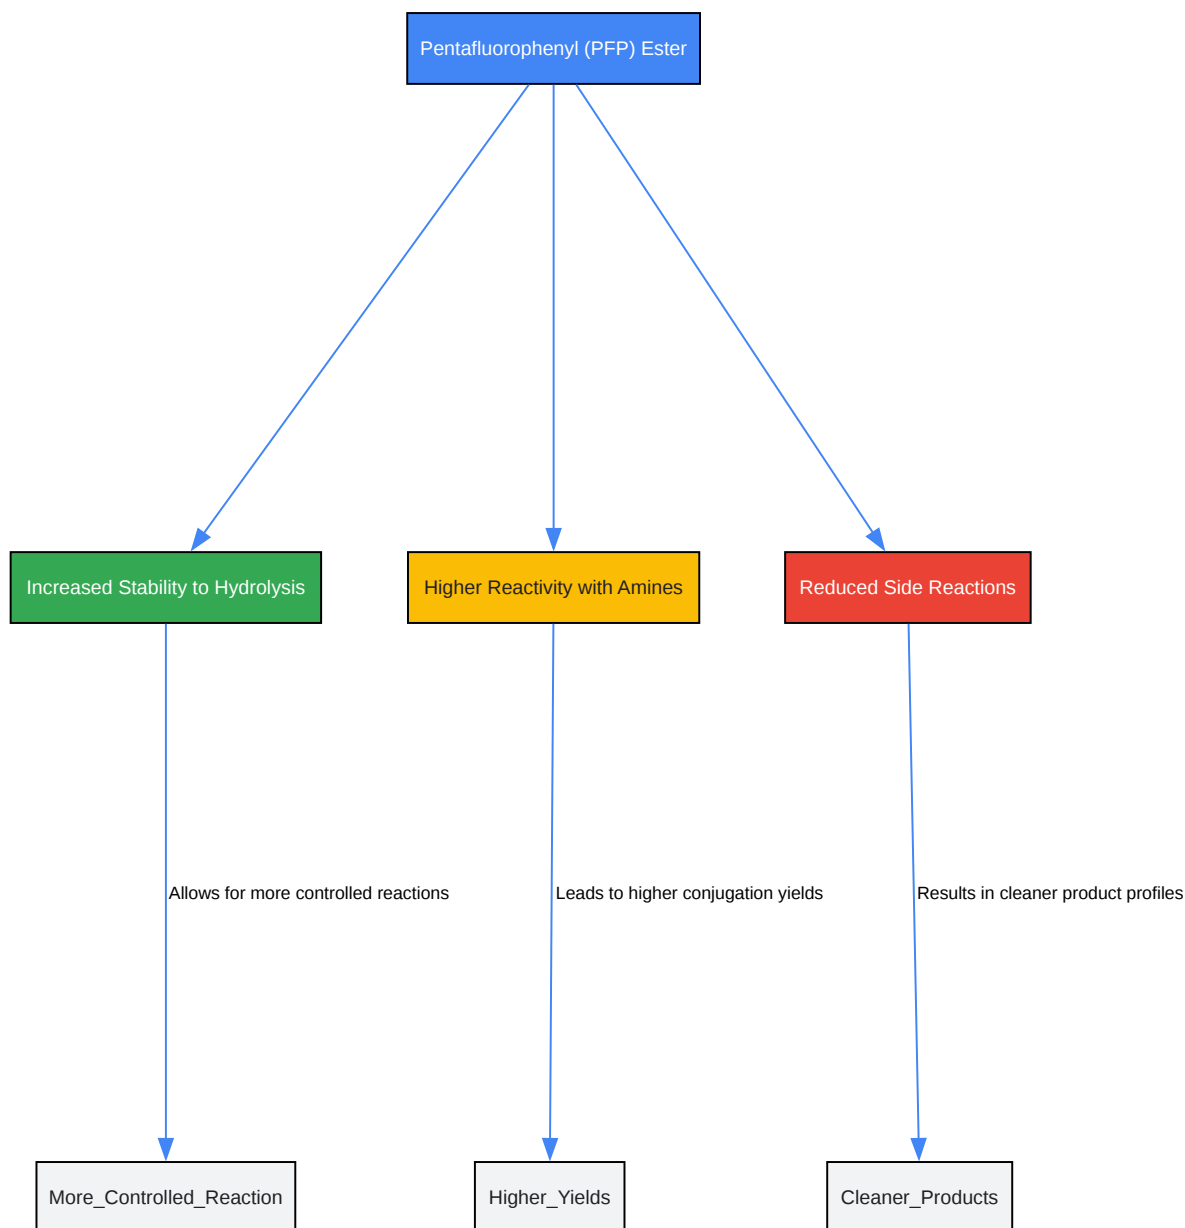 Pentafluorophenyl (PFP) Ester
Increased Stability to Hydrolysis
Higher Reactivity with Amines
Reduced Side Reactions
Allows for more controlled reactions
Leads to higher conjugation yields
Results in cleaner product profiles
More_Controlled_Reaction
Higher_Yields
Cleaner_Products